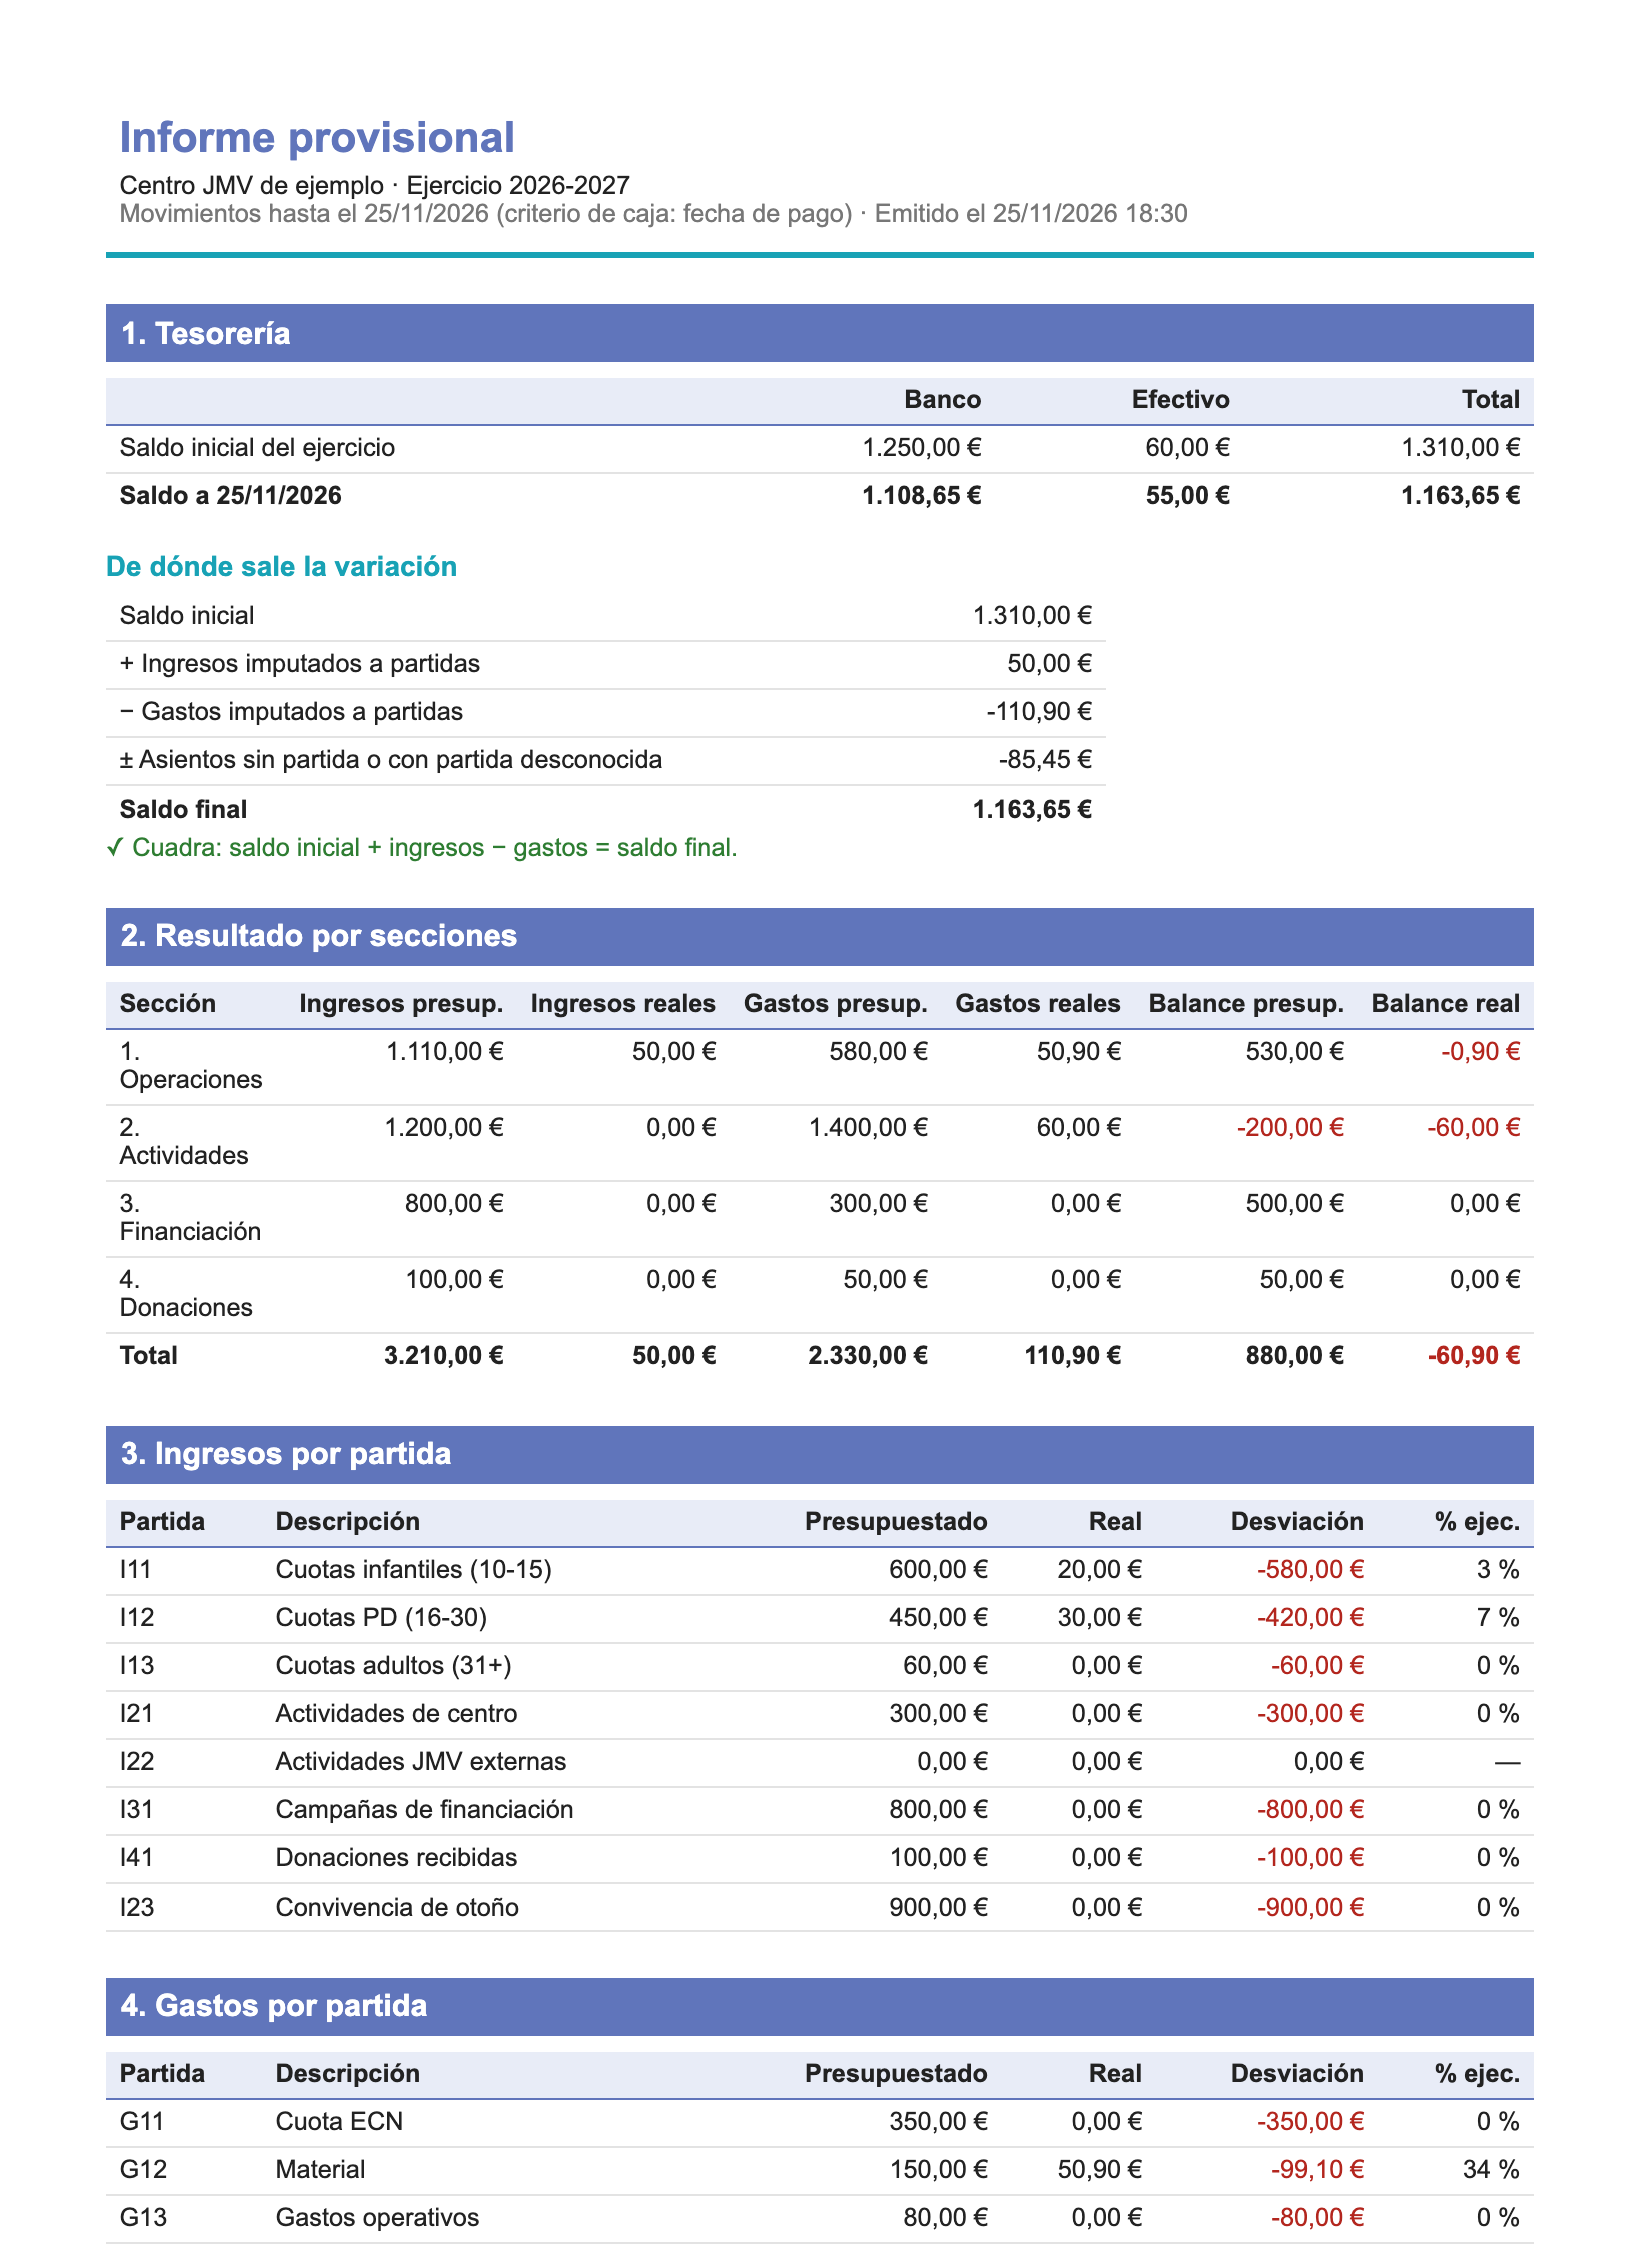 Informe provisional
Centro JMV de ejemplo · Ejercicio 2026-2027
Movimientos hasta el 25/11/2026 (criterio de caja: fecha de pago) · Emitido el 25/11/2026 18:30
1. Tesorería
Banco Efectivo Total
Saldo inicial del ejercicio 1.250,00 € 60,00 € 1.310,00 €
Saldo a 25/11/2026 1.108,65 € 55,00 € 1.163,65 €
De dónde sale la variación
Saldo inicial 1.310,00 €
+ Ingresos imputados a partidas 50,00 €
− Gastos imputados a partidas -110,90 €
± Asientos sin partida o con partida desconocida -85,45 €
Saldo final 1.163,65 €
✓ Cuadra: saldo inicial + ingresos − gastos = saldo final.
2. Resultado por secciones
Sección Ingresos presup. Ingresos reales Gastos presup. Gastos reales Balance presup. Balance real
1. 1.110,00 € 50,00 € 580,00 € 50,90 € 530,00 € -0,90 €
Operaciones
2. 1.200,00 € 0,00 € 1.400,00 € 60,00 € -200,00 € -60,00 €
Actividades
3. 800,00 € 0,00 € 300,00 € 0,00 € 500,00 € 0,00 €
Financiación
4. 100,00 € 0,00 € 50,00 € 0,00 € 50,00 € 0,00 €
Donaciones
Total 3.210,00 € 50,00 € 2.330,00 € 110,90 € 880,00 € -60,90 €
3. Ingresos por partida
Partida Descripción Presupuestado Real Desviación % ejec.
I11 Cuotas infantiles (10-15) 600,00 € 20,00 € -580,00 € 3 %
I12 Cuotas PD (16-30) 450,00 € 30,00 € -420,00 € 7 %
I13 Cuotas adultos (31+) 60,00 € 0,00 € -60,00 € 0 %
I21 Actividades de centro 300,00 € 0,00 € -300,00 € 0 %
I22 Actividades JMV externas 0,00 € 0,00 € 0,00 € —
I31 Campañas de financiación 800,00 € 0,00 € -800,00 € 0 %
I41 Donaciones recibidas 100,00 € 0,00 € -100,00 € 0 %
I23 Convivencia de otoño 900,00 € 0,00 € -900,00 € 0 %
4. Gastos por partida
Partida Descripción Presupuestado Real Desviación % ejec.
G11 Cuota ECN 350,00 € 0,00 € -350,00 € 0 %
G12 Material 150,00 € 50,90 € -99,10 € 34 %
G13 Gastos operativos 80,00 € 0,00 € -80,00 € 0 %